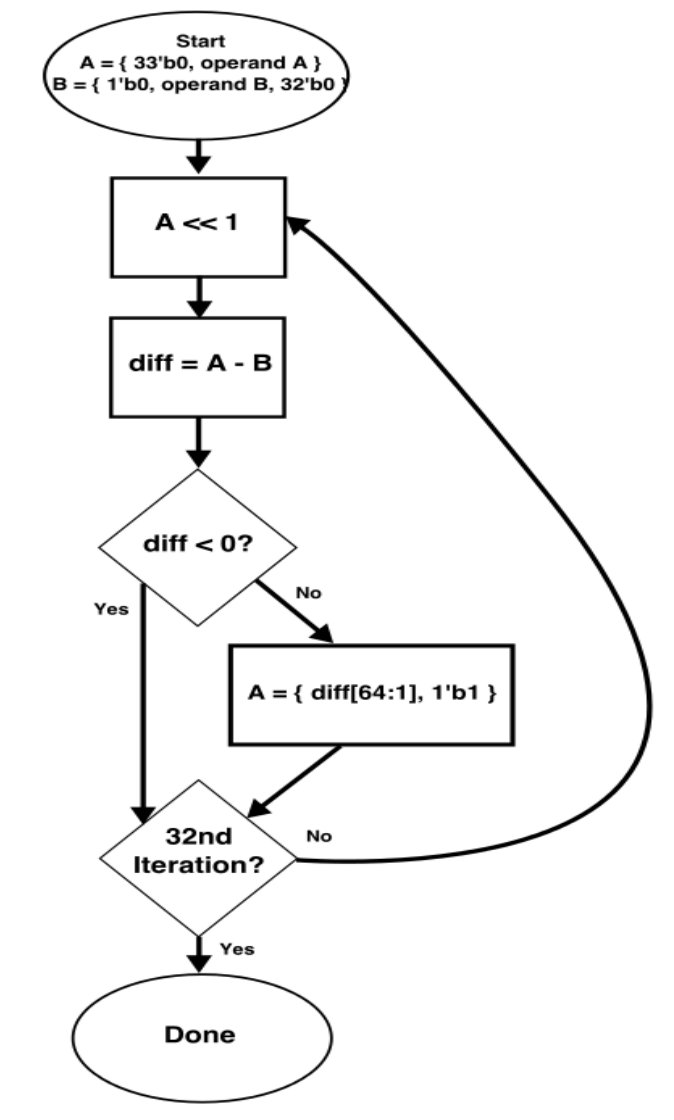 Start
A = { 33'b0, operand A }
B = { 1'b0, operand B, 32'b0 }
A << 1
diff = A - B
diff < 0?
Yes
No
A = { diff[64:1], 1'b1 }
32nd
Iteration?
No
Yes
Done